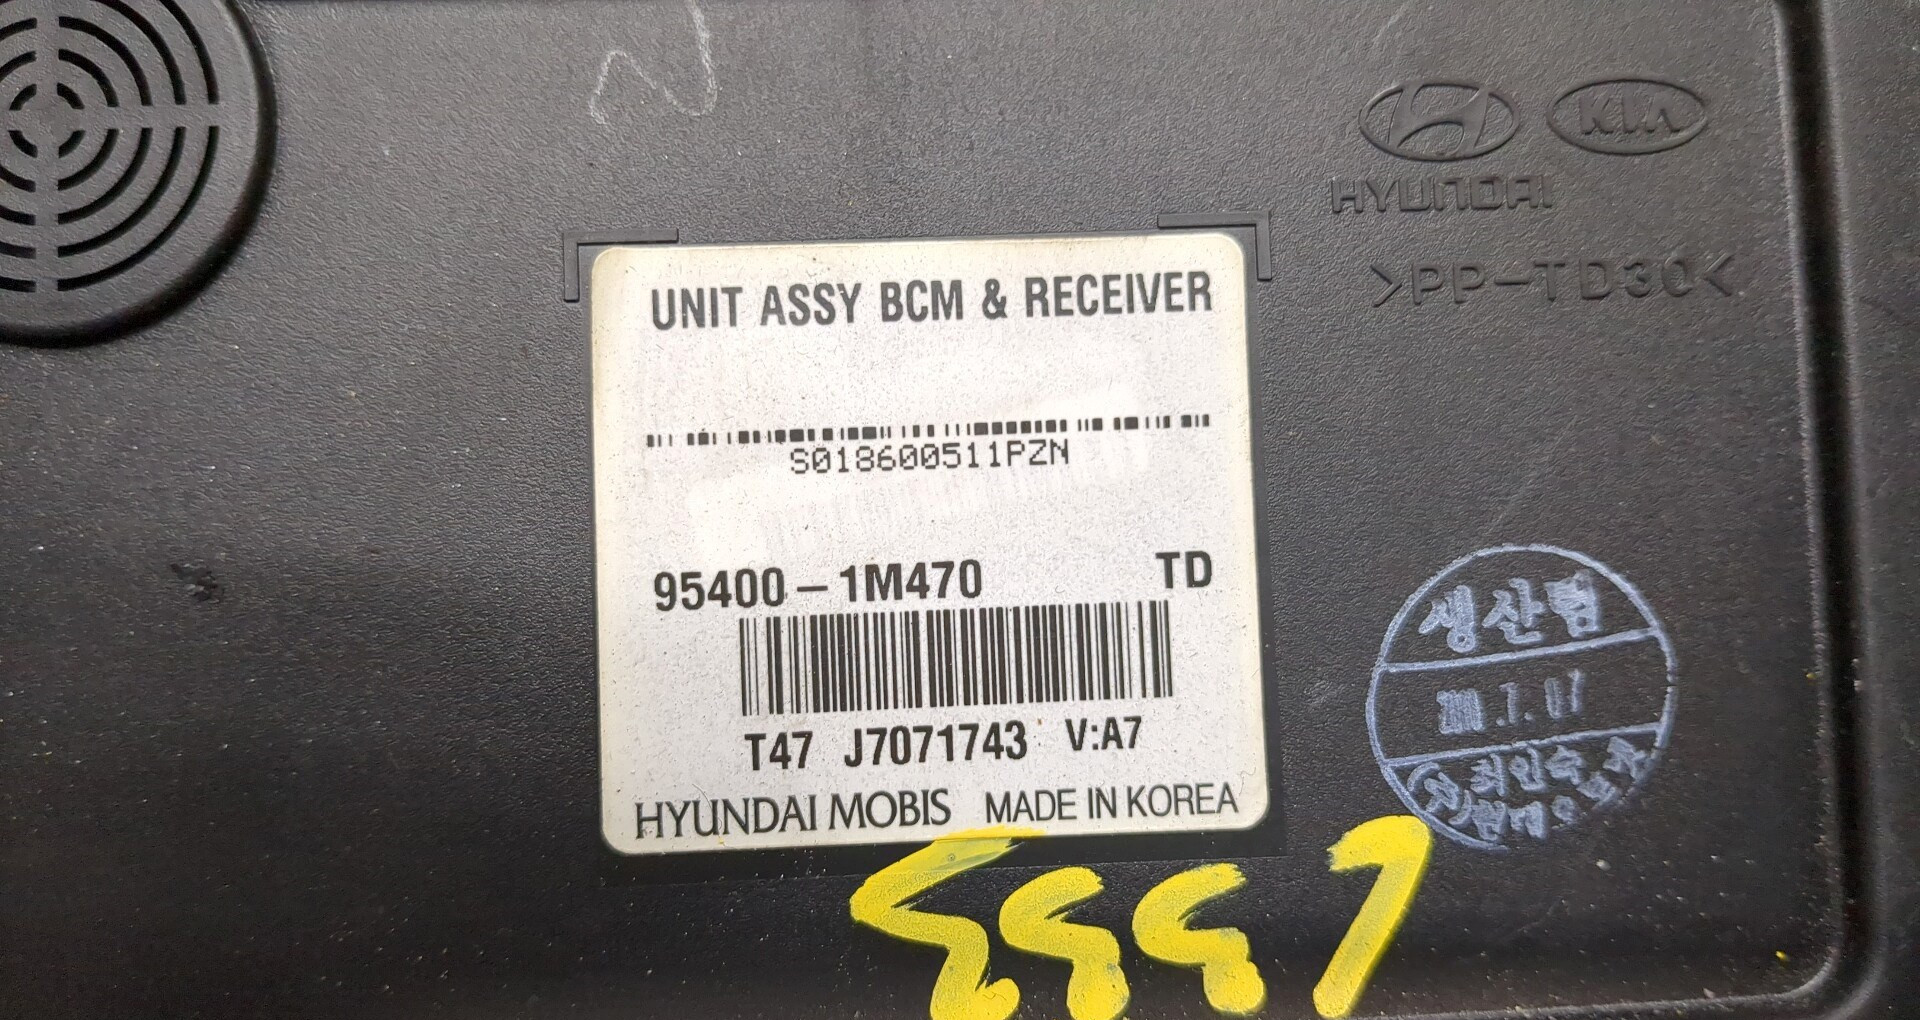 KIA
HYUNDAI
>PP-TD30<
UNIT ASSY BCM & RECEIVER
S018600511PZN
95400-1M470 TD
T47 J7071743 V:A7
HYUNDAI MOBIS MADE IN KOREA
생산팀